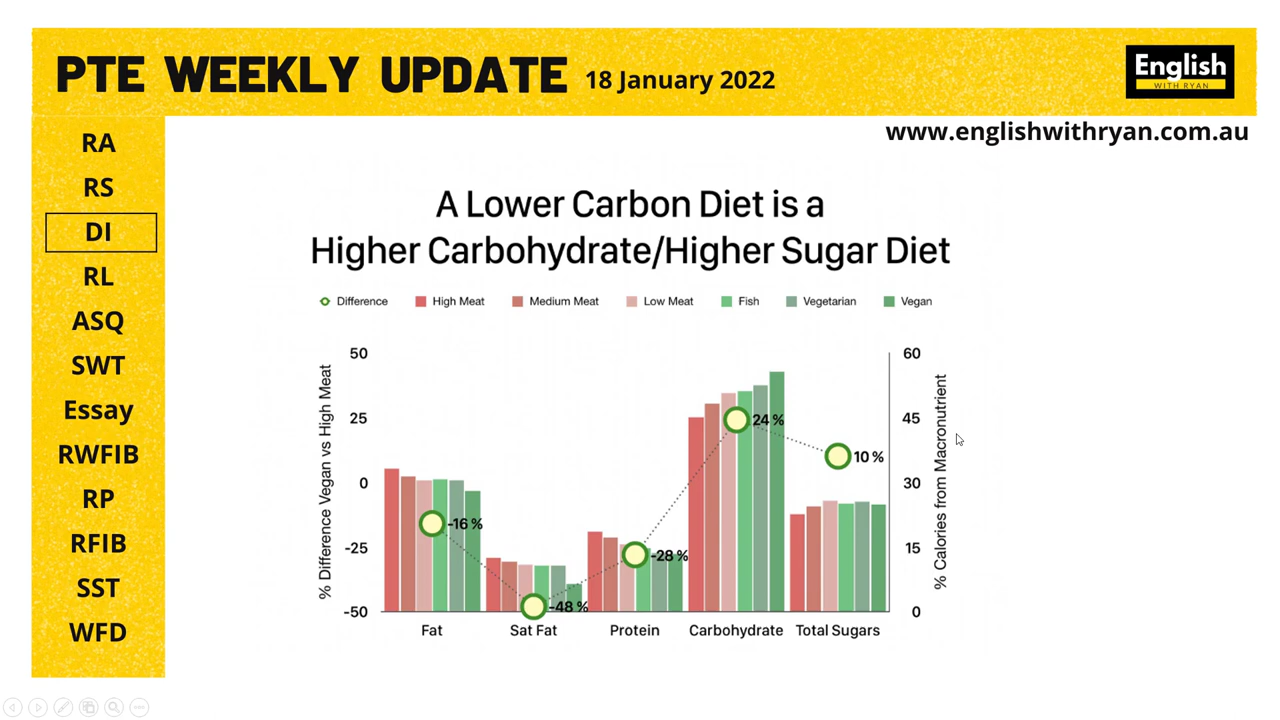 PTE WEEKLY UPDATE 18 January 2022
English
WITH RYAN
www.englishwithryan.com.au
RA
RS
DI
RL
ASQ
SWT
Essay
RWFIB
RP
RFIB
SST
WFD
A Lower Carbon Diet is a
Higher Carbohydrate/Higher Sugar Diet
Difference High Meat Medium Meat Low Meat Fish Vegetarian Vegan
% Difference Vegan vs High Meat
50
25
0
-25
-50
-16 %
-48 %
-28 %
24 %
10 %
60
45
30
15
0
% Calories from Macronutrient
Fat Sat Fat Protein Carbohydrate Total Sugars